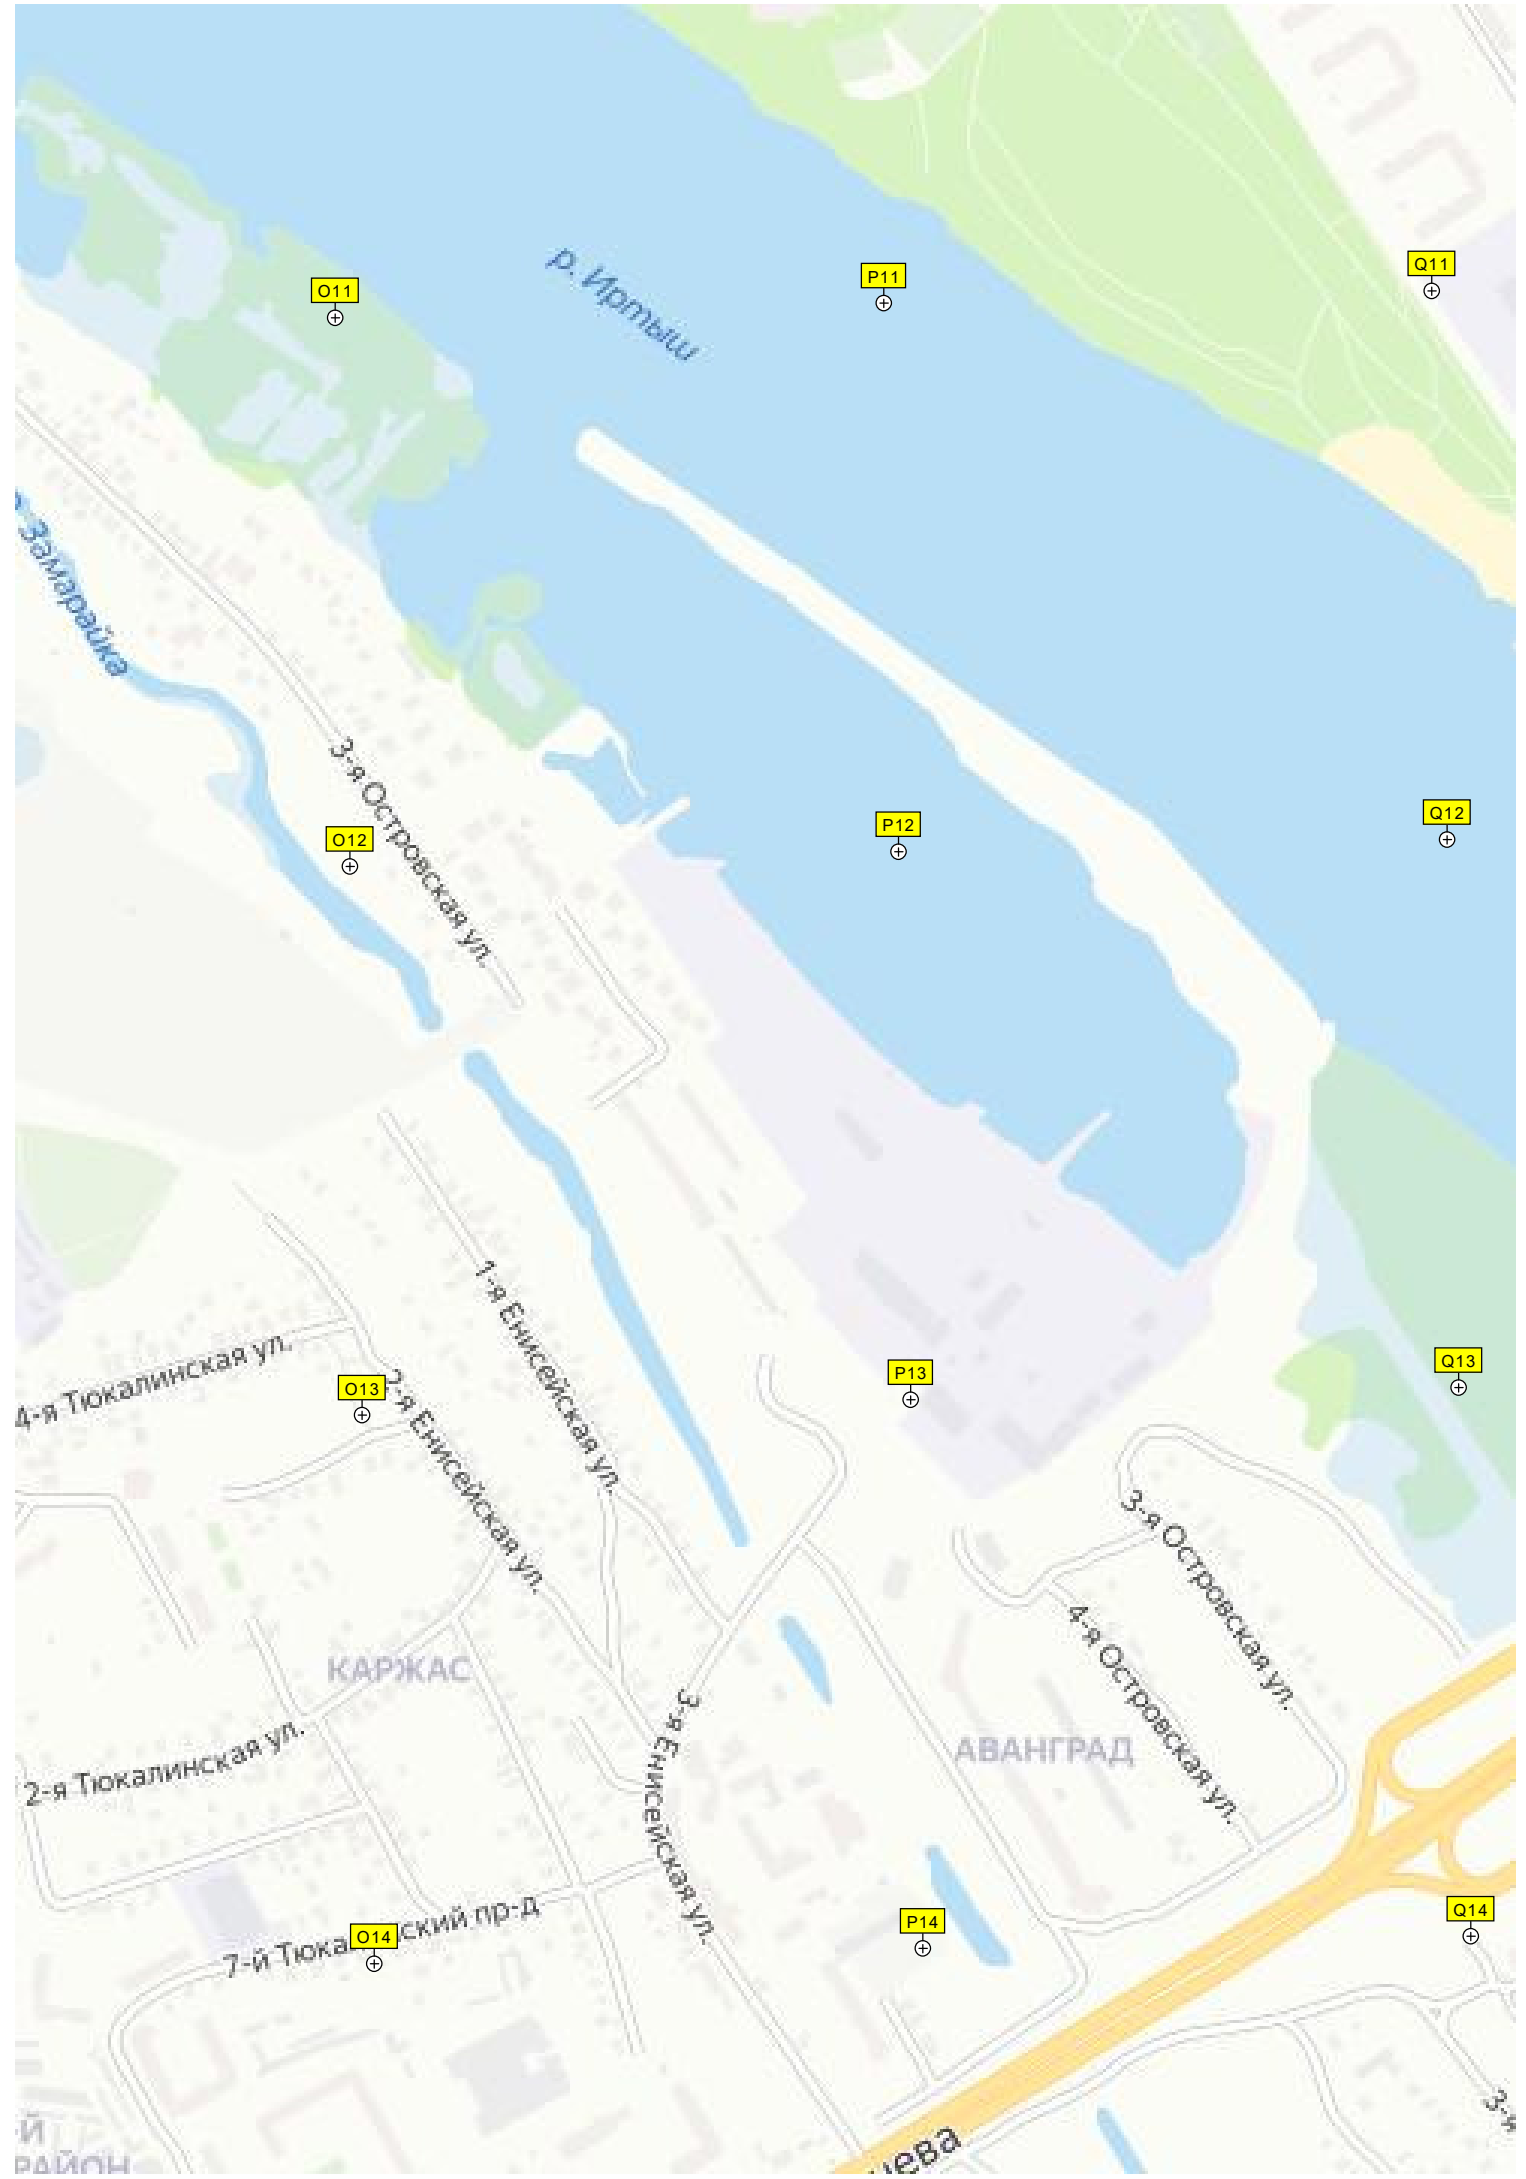 р. Иртыш
Q11
P11
O11
Замарайка
3-я Островская ул.
Q12
P12
O12
1-я Енисейская ул.
4-я Тюкалинская ул.
2-я Енисейская ул.
Q13
P13
O13
3-я Островская ул.
4-я Островская ул.
КАРЖАС
3-я Енисейская ул.
2-я Тюкалинская ул.
АВАНГРАД
Q14
P14
O14
7-й Тюка
ский пр-д
3-я
-Й
РАЙОН